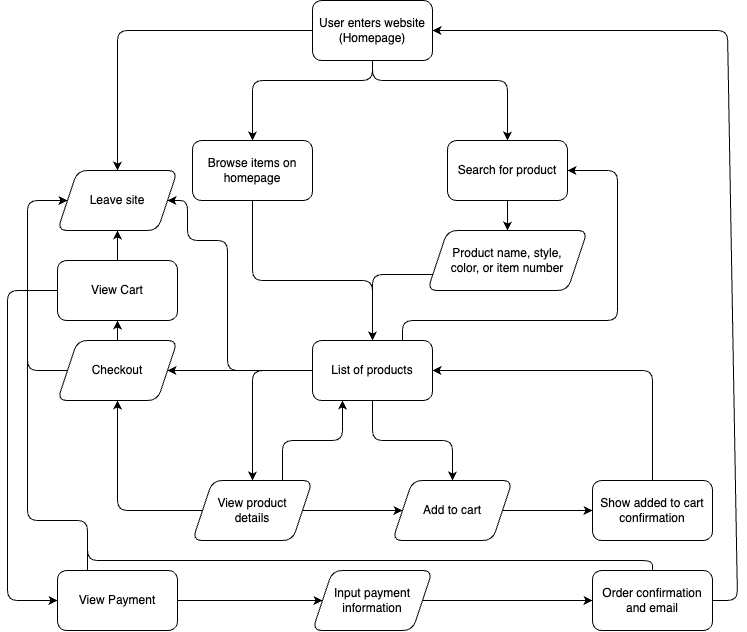 User enters website
(Homepage)
Browse items on
homepage
Search for product
Leave site
Product name, style,
color, or item number
View Cart
Checkout
List of products
View product
details
Add to cart
Show added to cart
confirmation
View Payment
Input payment
information
Order confirmation
and email